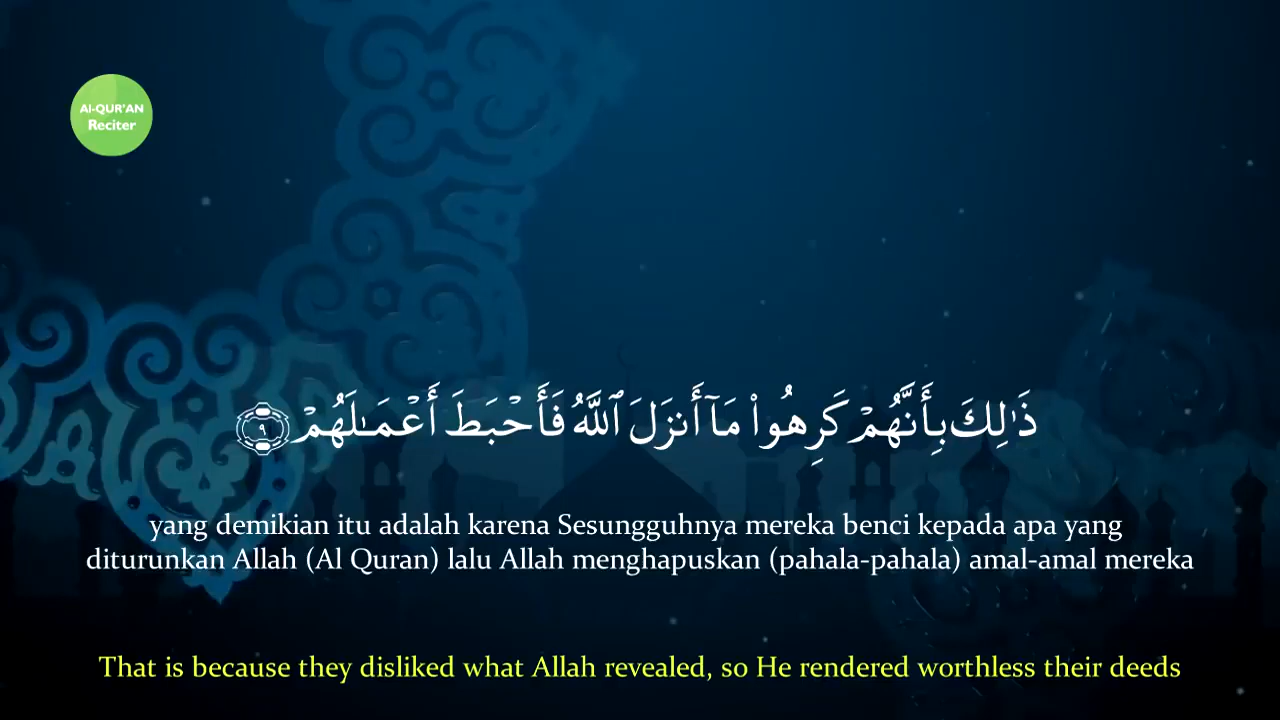 Al-QUR'AN
Reciter
ذَٰلِكَ بِأَنَّهُمْ كَرِهُوا۟ مَآ أَنزَلَ ٱللَّهُ فَأَحْبَطَ أَعْمَـٰلَهُمْ ٩
yang demikian itu adalah karena Sesungguhnya mereka benci kepada apa yang
diturunkan Allah (Al Quran) lalu Allah menghapuskan (pahala-pahala) amal-amal mereka
That is because they disliked what Allah revealed, so He rendered worthless their deeds